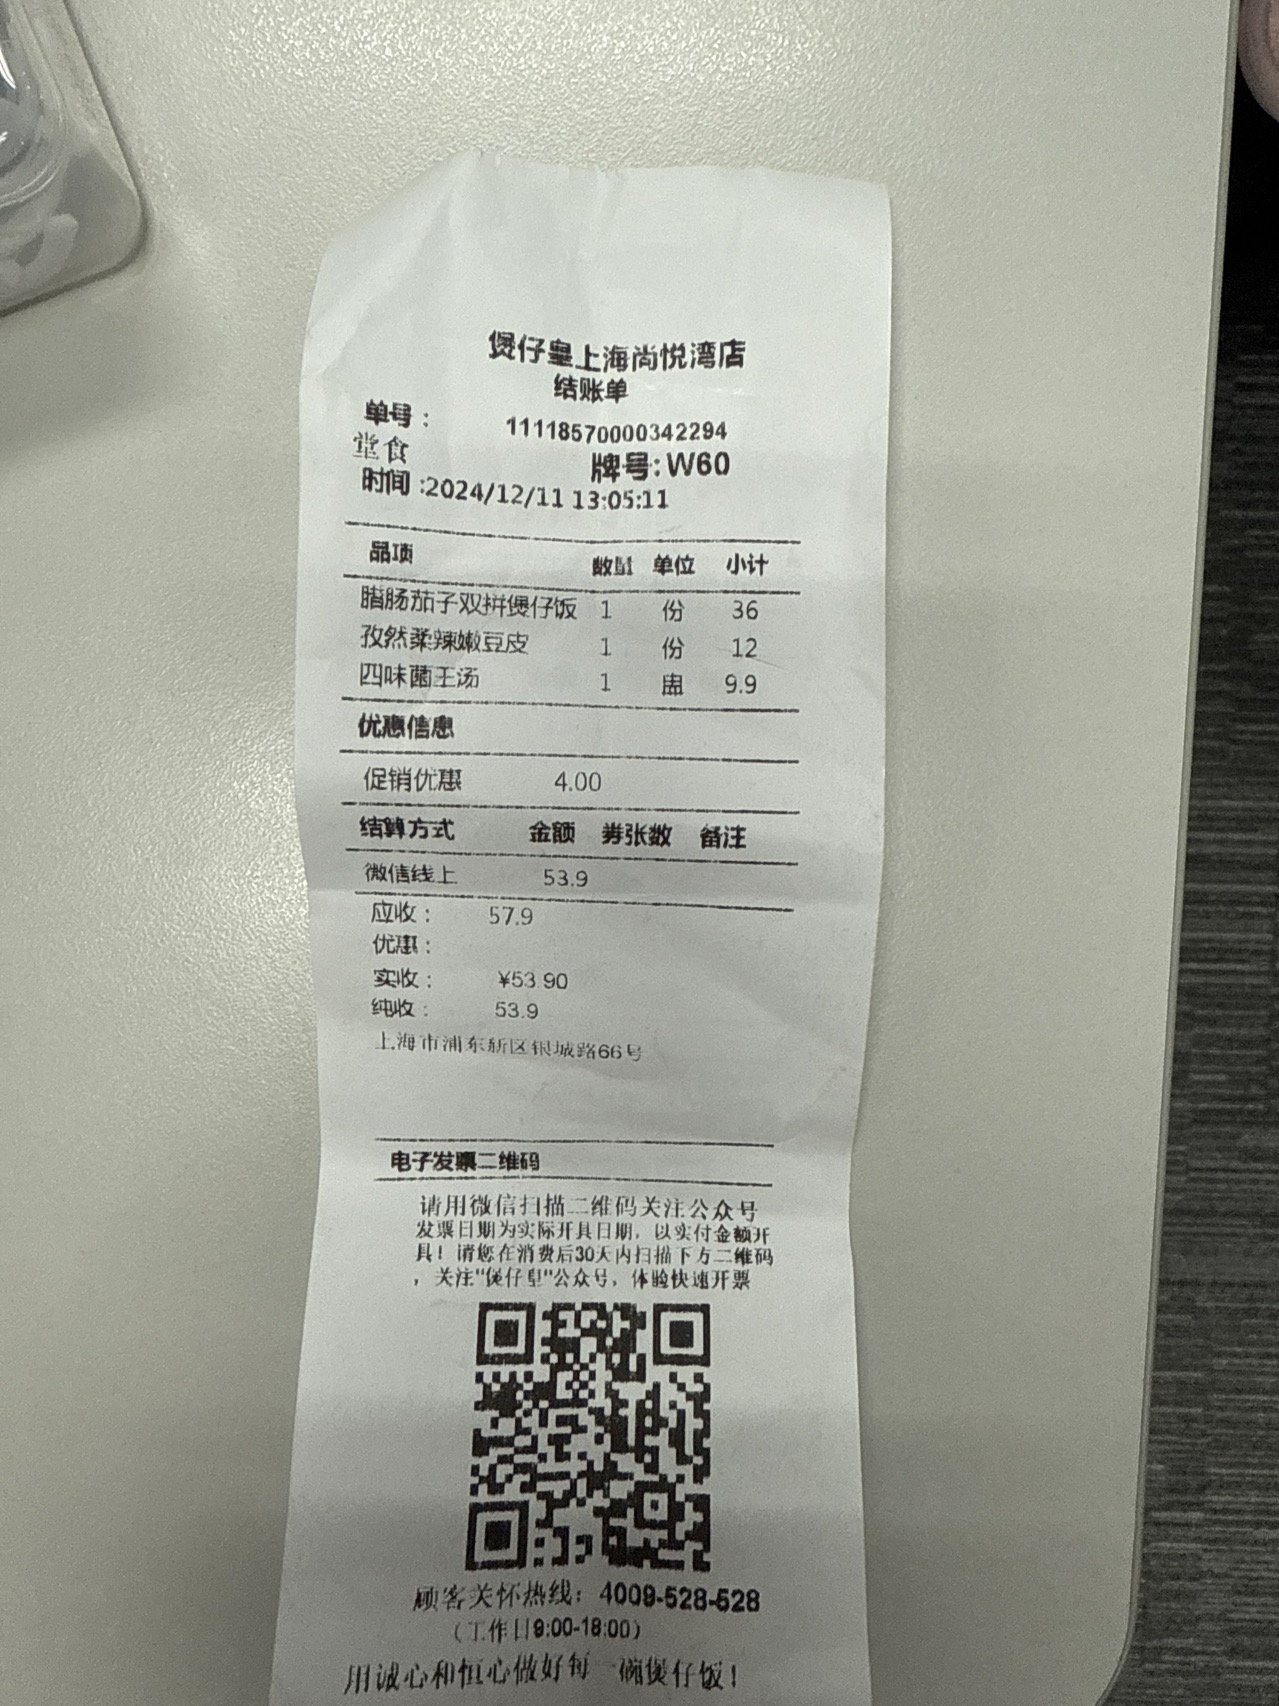 煲仔皇上海尚悦湾店
结账单
单号： 11118570000342294
堂食 牌号:W60
时间 :2024/12/11 13:05:11
品项 数量 单位 小计
腊肠茄子双拼煲仔饭 1 份 36
孜然柔辣嫩豆皮 1 份 12
四味菌王汤 1 盅 9.9
优惠信息
促销优惠 4.00
结算方式 金额 券张数 备注
微信线上 53.9
应收： 57.9
优惠：
实收： ¥53.90
纯收： 53.9
上海市浦东新区银城路66号
电子发票二维码
请用微信扫描二维码关注公众号
发票日期为实际开具日期，以实付金额开
具！请您在消费后30天内扫描下方二维码
，关注"煲仔皇"公众号，体验快速开票
顾客关怀热线：4009-528-528
（工作日9:00-18:00）
用诚心和恒心做好每一碗煲仔饭！